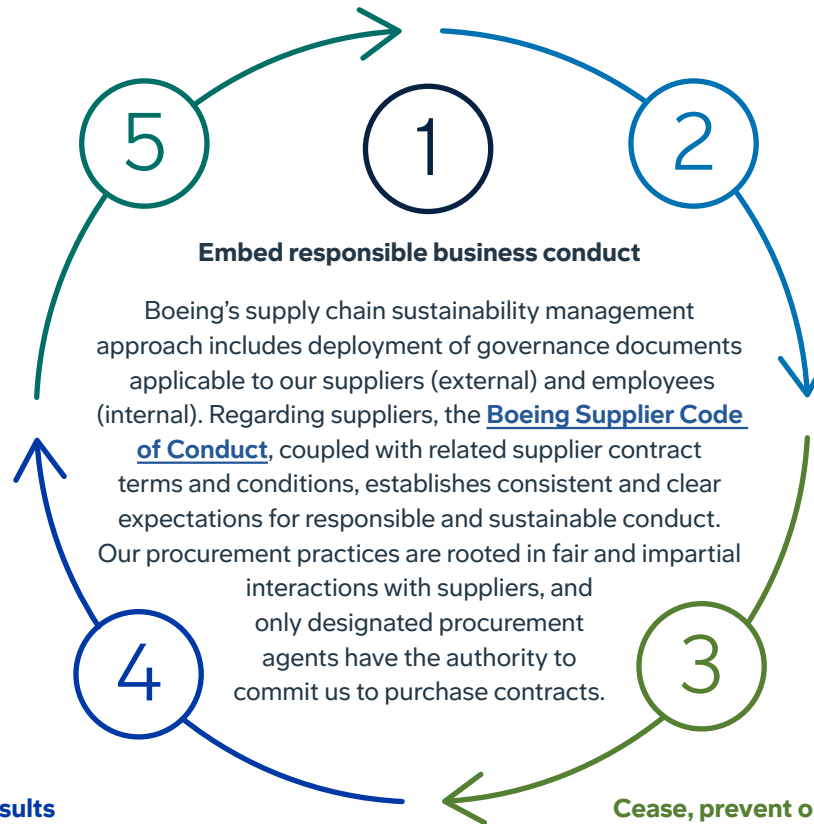 5
1
2
Embed responsible business conduct
Boeing’s supply chain sustainability management
approach includes deployment of governance documents
applicable to our suppliers (external) and employees
(internal). Regarding suppliers, the Boeing Supplier Code
of Conduct, coupled with related supplier contract
terms and conditions, establishes consistent and clear
expectations for responsible and sustainable conduct.
Our procurement practices are rooted in fair and impartial
interactions with suppliers, and
only designated procurement
agents have the authority to
commit us to purchase contracts.
4
3
Cease, prevent